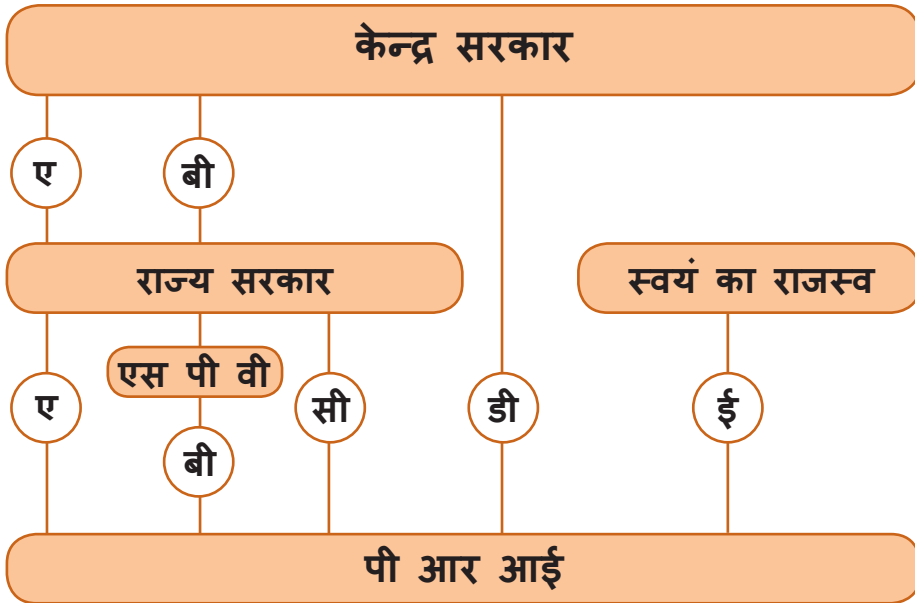 केन्द्र सरकार
ए
बी
राज्य सरकार
स्वयं का राजस्व
एस पी वी
ए
सी
डी
ई
बी
पी आर आई